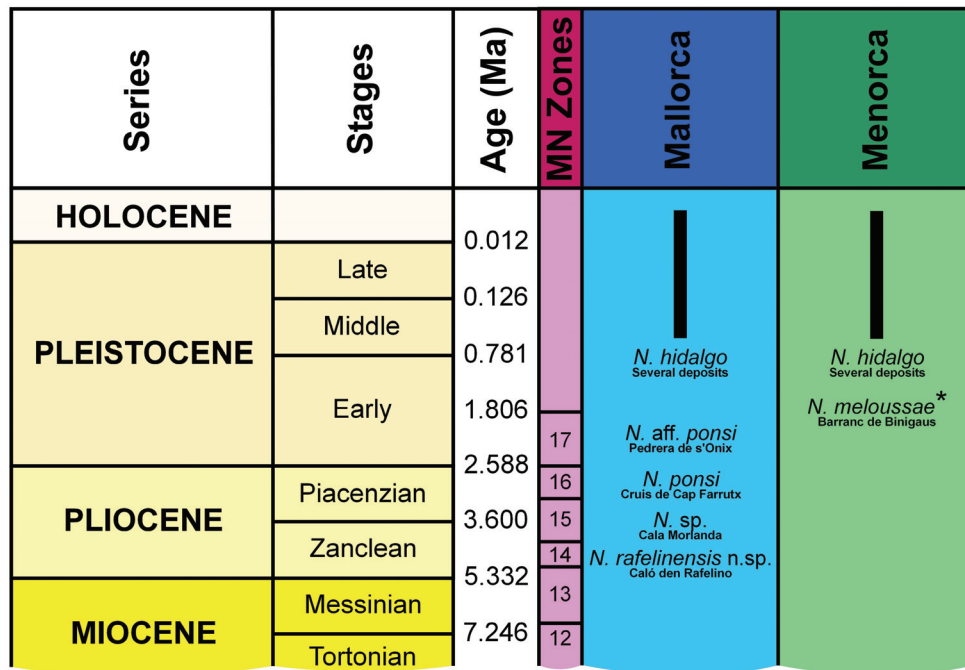 Series
Stages
Age (Ma)
MN Zones
Mallorca
Menorca
HOLOCENE
0.012
Late
0.126
Middle
PLEISTOCENE
0.781
N. hidalgo
Several deposits
N. hidalgo
Several deposits
Early
1.806
N. meloussae*
Barranc de Binigaus
17
N. aff. ponsi
Pedrera de s'Onix
2.588
Piacenzian
16
N. ponsi
Cruis de Cap Farrutx
PLIOCENE
3.600
15
N. sp.
Cala Morlanda
Zanclean
14
N. rafelinensis n.sp.
Caló den Rafelino
5.332
Messinian
13
MIOCENE
7.246
12
Tortonian